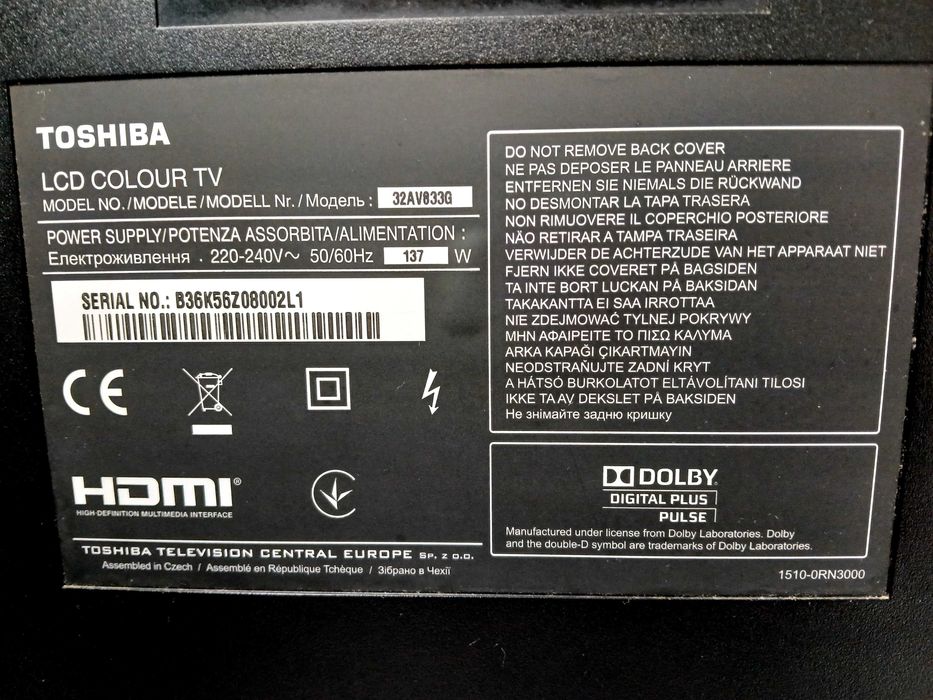 TOSHIBA
LCD COLOUR TV
MODEL NO./MODELE/MODELL Nr./Модель : 32AV833G
POWER SUPPLY/POTENZA ASSORBITA/ALIMENTATION :
Електроживлення . 220-240V~ 50/60Hz 137 W
SERIAL NO.: B36K56Z08002L1
CE
HDMI®
HIGH-DEFINITION MULTIMEDIA INTERFACE
TOSHIBA TELEVISION CENTRAL EUROPE SP. Z O.O.
Assembled in Czech / Assemblé en République Tchèque / Зібрано в Чехії
DO NOT REMOVE BACK COVER
NE PAS DEPOSER LE PANNEAU ARRIERE
ENTFERNEN SIE NIEMALS DIE RÜCKWAND
NO DESMONTAR LA TAPA TRASERA
NON RIMUOVERE IL COPERCHIO POSTERIORE
NÃO RETIRAR A TAMPA TRASEIRA
VERWIJDER DE ACHTERZUDE VAN HET APPARAAT NIET
FJERN IKKE COVERET PÅ BAGSIDEN
TA INTE BORT LUCKAN PÅ BAKSIDAN
TAKAKANTTA EI SAA IRROTTAA
NIE ZDEJMOWAĆ TYLNEJ POKRYWY
ΜΗΝ ΑΦΑΙΡΕΙΤΕ ΤΟ ΠΙΣΩ ΚΑΛΥΜΑ
ARKA KAPAĞI ÇIKARTMAYIN
NEODSTRAŇUJTE ZADNÍ KRYT
A HÁTSÓ BURKOLATOT ELTÁVOLÍTANI TILOSI
IKKE TA AV DEKSLET PÅ BAKSIDEN
Не знімайте задню кришку
DOLBY
DIGITAL PLUS
PULSE
Manufactured under license from Dolby Laboratories. Dolby
and the double-D symbol are trademarks of Dolby Laboratories.
1510-0RN3000